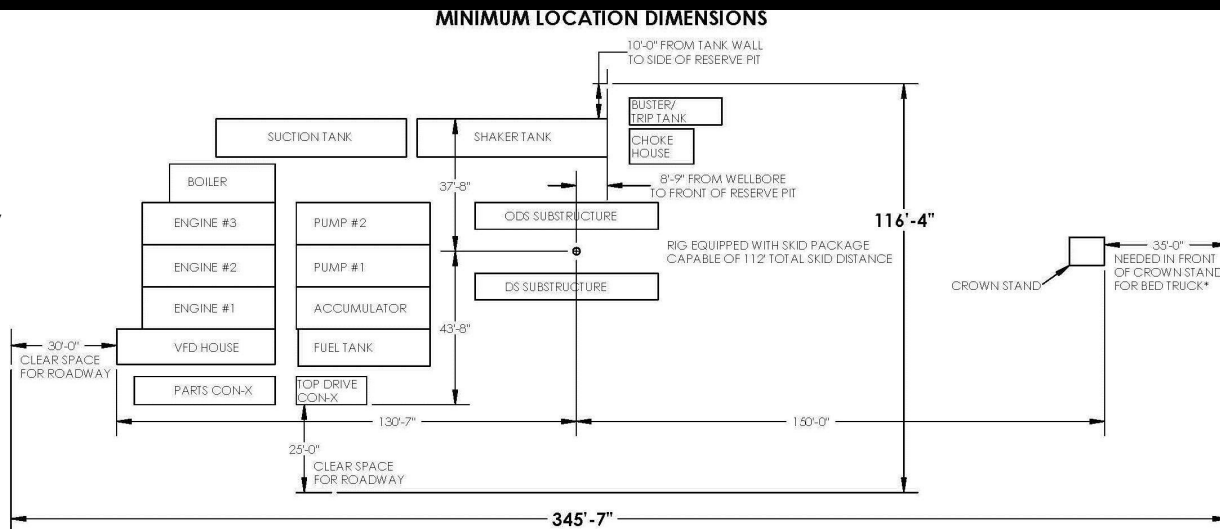 MINIMUM LOCATION DIMENSIONS
10'-0" FROM TANK WALL
TO SIDE OF RESERVE PIT
BUSTER/
TRIP TANK
SUCTION TANK
SHAKER TANK
CHOKE
HOUSE
BOILER
37'-8"
8'-9" FROM WELLBORE
TO FRONT OF RESERVE PIT
ENGINE #3
PUMP #2
ODS SUBSTRUCTURE
116'-4"
RIG EQUIPPED WITH SKID PACKAGE
CAPABLE OF 112' TOTAL SKID DISTANCE
35'-0"
NEEDED IN FRONT
OF CROWN STAND
FOR BED TRUCK*
CROWN STAND
ENGINE #2
PUMP #1
DS SUBSTRUCTURE
ENGINE #1
ACCUMULATOR
43'-8"
30'-0"
CLEAR SPACE
FOR ROADWAY
VFD HOUSE
FUEL TANK
PARTS CON-X
TOP DRIVE
CON-X
130'-7"
150'-0"
25'-0"
CLEAR SPACE
FOR ROADWAY
345'-7"